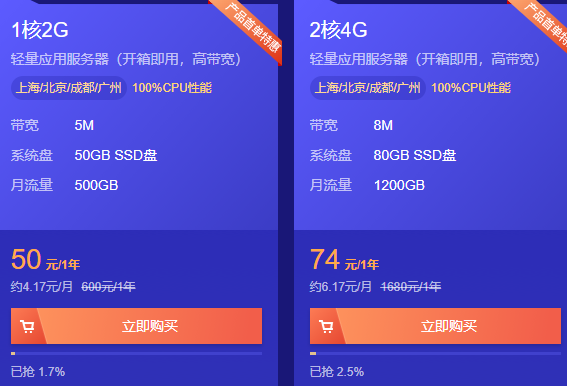 产品首单特惠
1核2G
轻量应用服务器（开箱即用，高带宽）
上海/北京/成都/广州 100%CPU性能
带宽 5M
系统盘 50GB SSD盘
月流量 500GB
50 元/1年
约4.17元/月 600元/1年
立即购买
已抢 1.7%
产品首单特惠
2核4G
轻量应用服务器（开箱即用，高带宽）
上海/北京/成都/广州 100%CPU性能
带宽 8M
系统盘 80GB SSD盘
月流量 1200GB
74 元/1年
约6.17元/月 1680元/1年
立即购买
已抢 2.5%